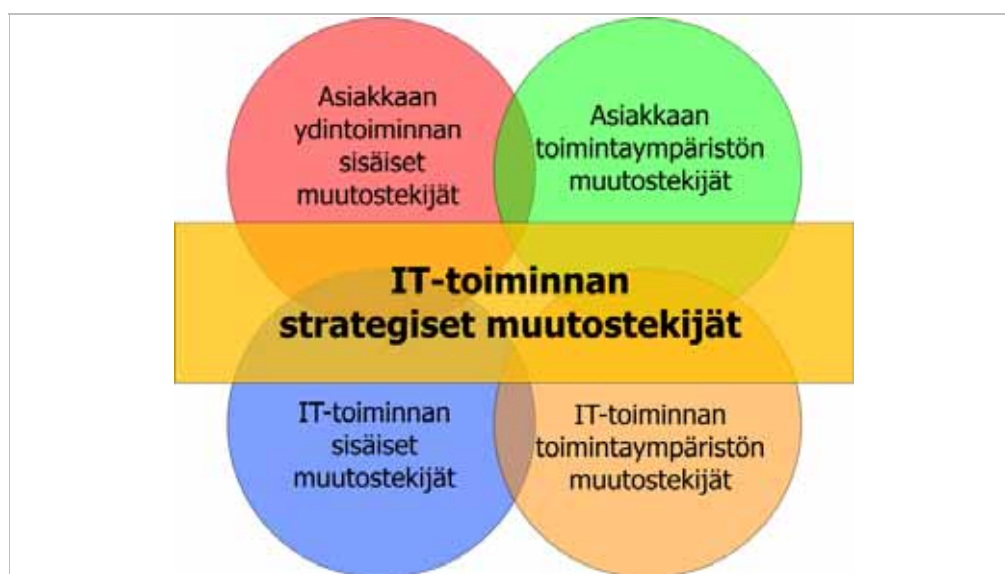 Asiakkaan
ydintoiminnan
sisäiset
muutostekijät
Asiakkaan
toimintaympäristön
muutostekijät
IT-toiminnan
strategiset muutostekijät
IT-toiminnan
sisäiset
muutostekijät
IT-toiminnan
toimintaympäristön
muutostekijät